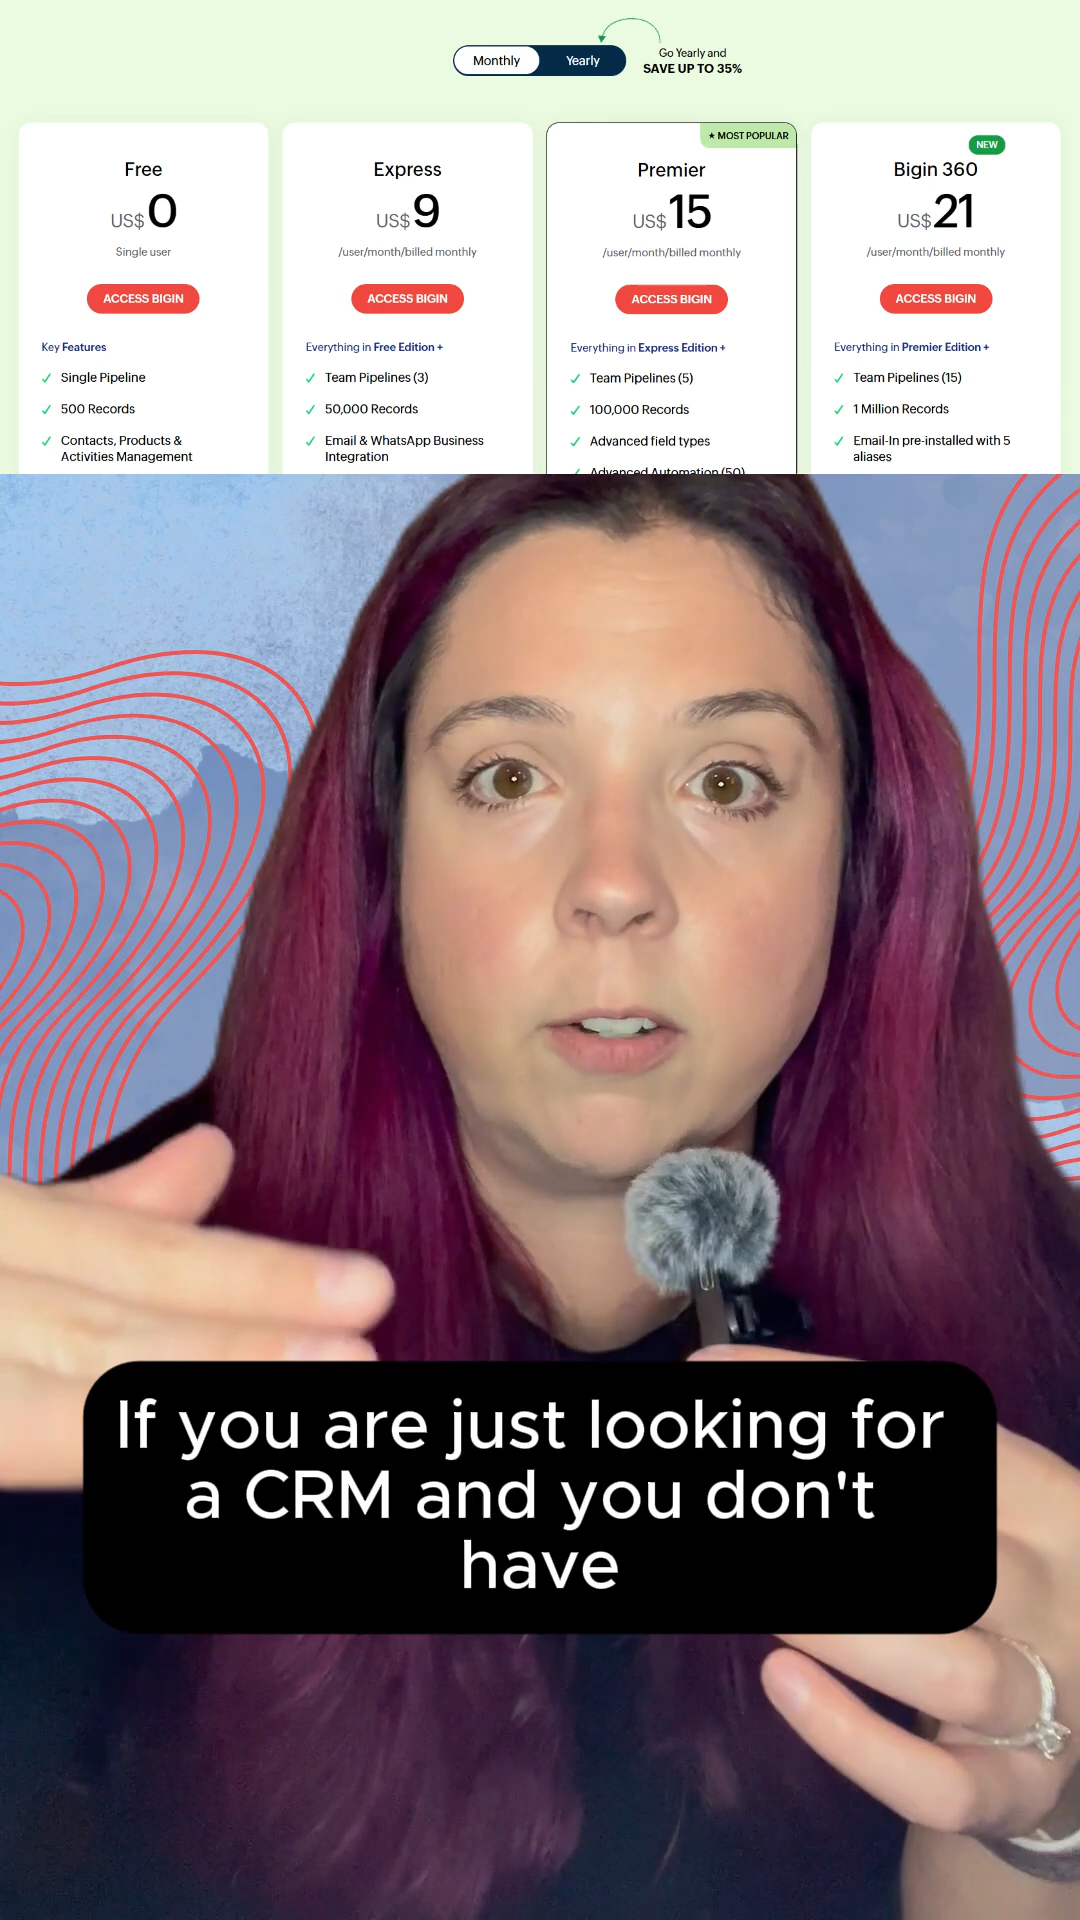 Monthly
Yearly
Go Yearly and
SAVE UP TO 35%
Free
US$0
Single user
ACCESS BIGIN
Key Features
✓ Single Pipeline
✓ 500 Records
✓ Contacts, Products &
Activities Management
Express
US$9
/user/month/billed monthly
ACCESS BIGIN
Everything in Free Edition +
✓ Team Pipelines (3)
✓ 50,000 Records
✓ Email & WhatsApp Business
Integration
★ MOST POPULAR
Premier
US$15
/user/month/billed monthly
ACCESS BIGIN
Everything in Express Edition +
✓ Team Pipelines (5)
✓ 100,000 Records
✓ Advanced field types
✓ Advanced Automation (50)
NEW
Bigin 360
US$21
/user/month/billed monthly
ACCESS BIGIN
Everything in Premier Edition +
✓ Team Pipelines (15)
✓ 1 Million Records
✓ Email-In pre-installed with 5
aliases
If you are just looking for
a CRM and you don't
have